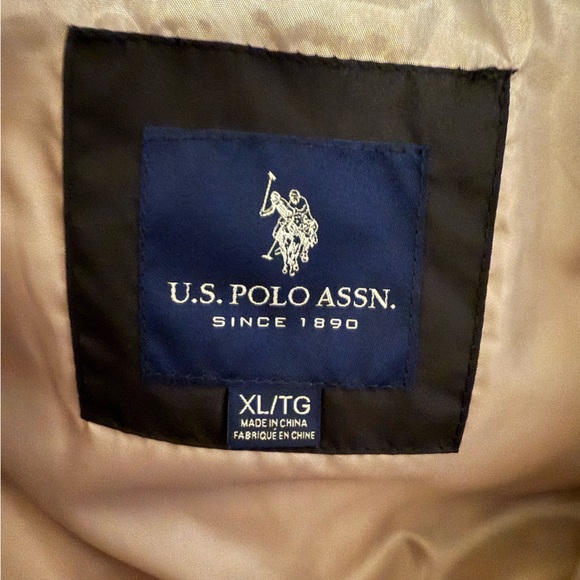 U.S. POLO ASSN.
SINCE 1890
XL/TG
MADE IN CHINA
FABRIQUÉ EN CHINE